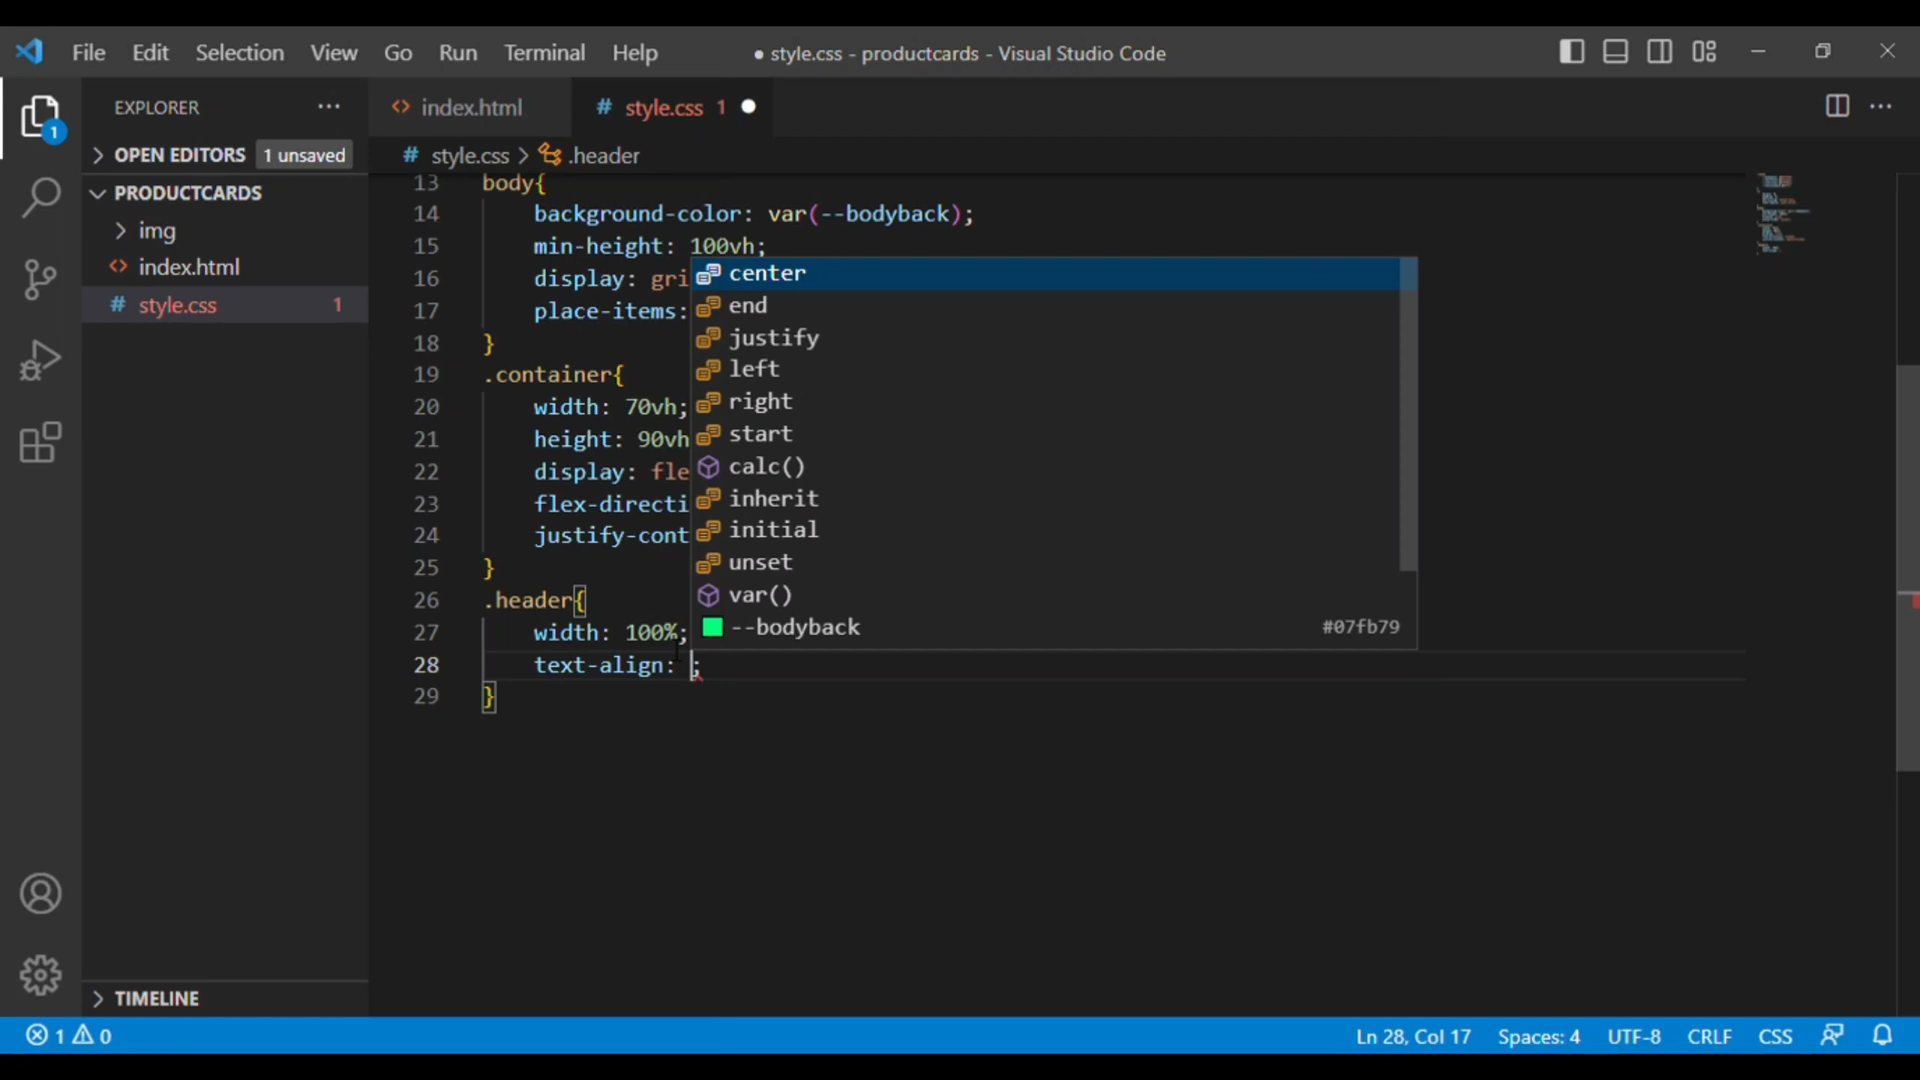 File Edit Selection View Go Run Terminal Help ● style.css - productcards - Visual Studio Code
EXPLORER ···
index.html
# style.css 1 ●
1
OPEN EDITORS 1 unsaved
# style.css > .header
PRODUCTCARDS
img
<> index.html
# style.css 1
13 body{
14 background-color: var(--bodyback);
15 min-height: 100vh;
16 display: gri
17 place-items:
18 }
19 .container{
20 width: 70vh;
21 height: 90vh
22 display: fle
23 flex-directi
24 justify-cont
25 }
26 .header{
27 width: 100%;
28 text-align: ;
29 }
center
end
justify
left
right
start
calc()
inherit
initial
unset
var()
--bodyback #07fb79
TIMELINE
1 0 Ln 28, Col 17 Spaces: 4 UTF-8 CRLF CSS